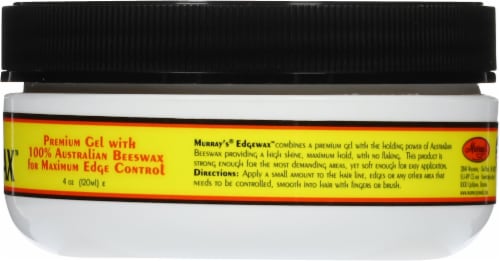 AX™
Premium Gel with
100% Australian Beeswax
for Maximum Edge Control
4 oz (120ml) e
Murray's® Edgewax™ combines a premium gel with the holding power of Australian
Beeswax providing a high shine, maximum hold, with no flaking. This product is
strong enough for the most demanding areas, yet soft enough for easy application.
Directions: Apply a small amount to the hair line, edges or any other area that
needs to be controlled, smooth into hair with fingers or brush.
Murray's